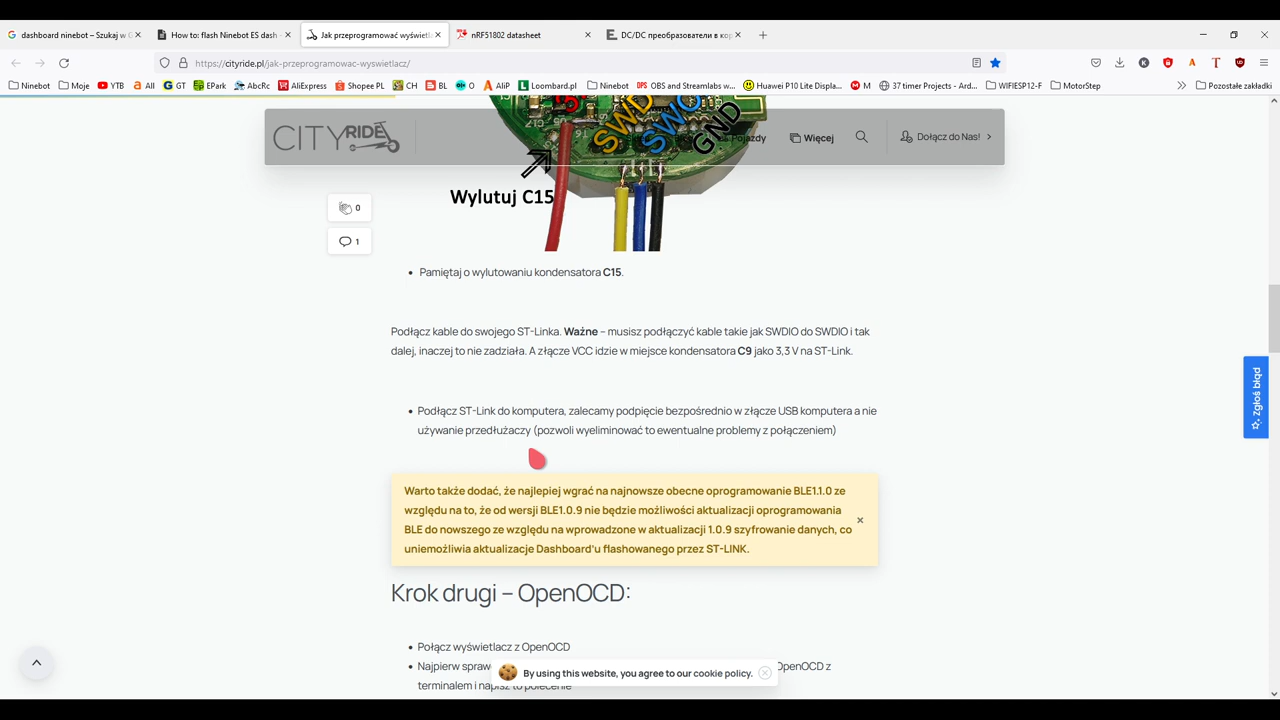 dashboard ninebot – Szukaj w G
How to: flash Ninebot ES dash
Jak przeprogramować wyświetla
nRF51802 datasheet
DC/DC преобразователи в кор
https://cityride.pl/jak-przeprogramowac-wyswietlacz/
Ninebot
Moje
YTB
All
GT
EPark
AbcRc
AliExpress
Shopee PL
CH
BL
O
AliP
Loombard.pl
Ninebot
OBS and Streamlabs w...
Huawei P10 Lite Displa...
M
37 timer Projects - Ard...
WIFIESP12-F
MotorStep
Pozostałe zakładki
CITYRIDE
Pojazdy
Więcej
Dołącz do Nas!
GND
Wylutuj C15
0
1
Pamiętaj o wylutowaniu kondensatora C15.
Podłącz kable do swojego ST-Linka. Ważne – musisz podłączyć kable takie jak SWDIO do SWDIO i tak
dalej, inaczej to nie zadziała. A złącze VCC idzie w miejsce kondensatora C9 jako 3,3 V na ST-Link.
Zgłoś błąd
Podłącz ST-Link do komputera, zalecamy podpięcie bezpośrednio w złącze USB komputera a nie
używanie przedłużaczy (pozwoli wyeliminować to ewentualne problemy z połączeniem)
Warto także dodać, że najlepiej wgrać na najnowsze obecne oprogramowanie BLE1.1.0 ze
względu na to, że od wersji BLE1.0.9 nie będzie możliwości aktualizacji oprogramowania
BLE do nowszego ze względu na wprowadzone w aktualizacji 1.0.9 szyfrowanie danych, co
uniemożliwia aktualizacje Dashboard'u flashowanego przez ST-LINK.
Krok drugi – OpenOCD:
Połącz wyświetlacz z OpenOCD
Najpierw spraw
OpenOCD z
terminalem i napisz to polecenie
By using this website, you agree to our cookie policy.